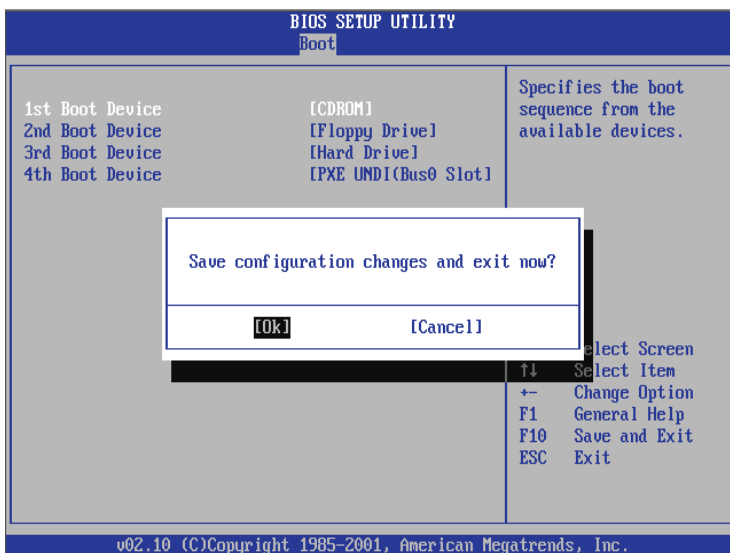 BIOS SETUP UTILITY
Boot
1st Boot Device [CDROM]
2nd Boot Device [Floppy Drive]
3rd Boot Device [Hard Drive]
4th Boot Device [PXE UNDI(Bus0 Slot]
Specifies the boot
sequence from the
available devices.
Save configuration changes and exit now?
[Ok] [Cancel]
elect Screen
↑↓ Select Item
+- Change Option
F1 General Help
F10 Save and Exit
ESC Exit
v02.10 (C)Copyright 1985-2001, American Megatrends, Inc.